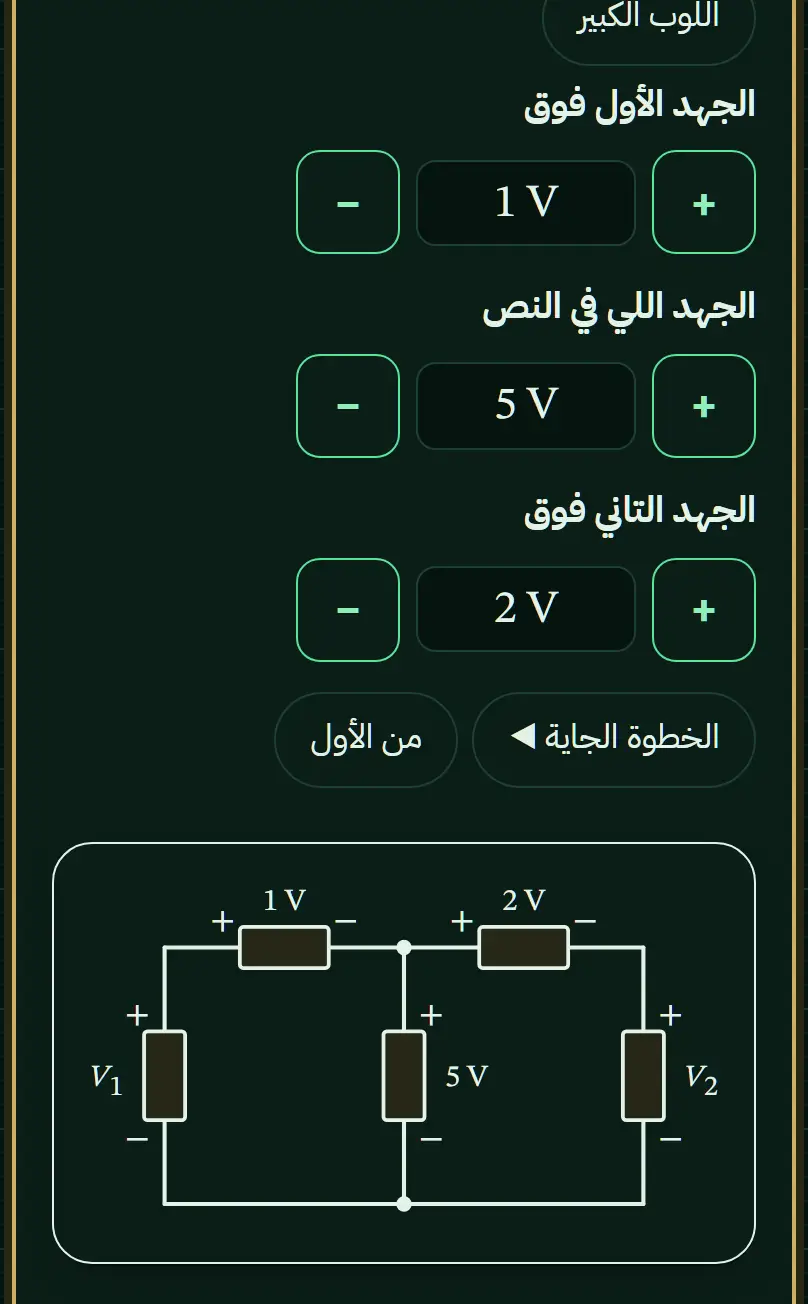 اللوب الكبير
الجهد الأول فوق
+ 1 V −
الجهد اللي في النص
+ 5 V −
الجهد التاني فوق
+ 2 V −
الخطوة الجاية ◀ من الأول
1 V 2 V
+ − + −
+ + +
V₁ 5 V V₂
− − −